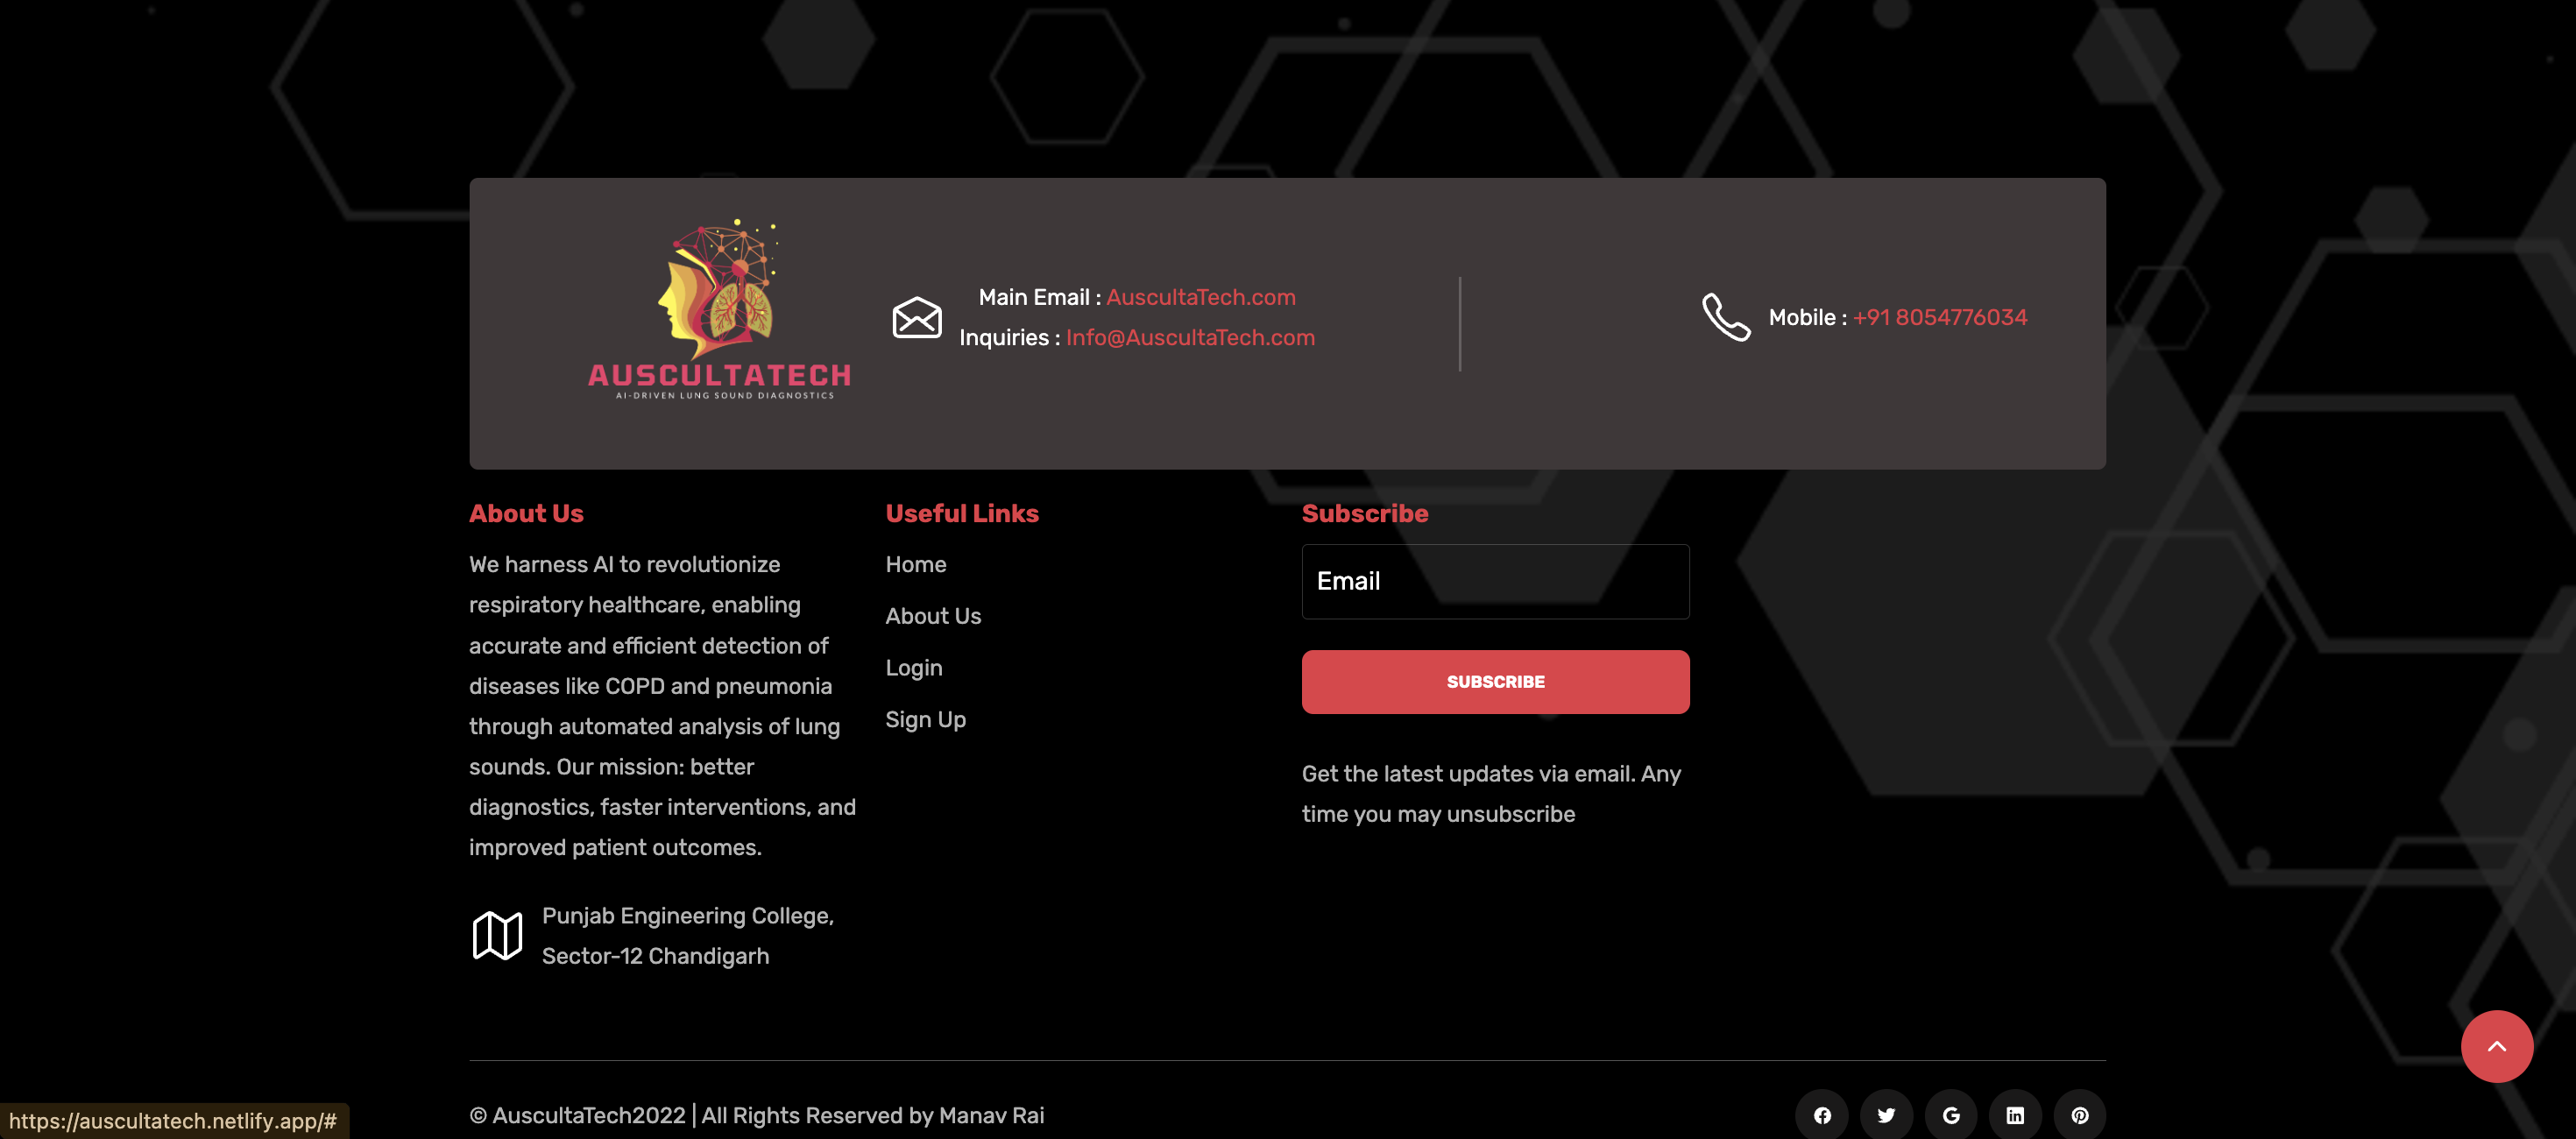 AUSCULTATECH
AI-DRIVEN LUNG SOUND DIAGNOSTICS
Main Email : AuscultaTech.com
Inquiries : Info@AuscultaTech.com
Mobile : +91 8054776034
About Us
We harness AI to revolutionize
respiratory healthcare, enabling
accurate and efficient detection of
diseases like COPD and pneumonia
through automated analysis of lung
sounds. Our mission: better
diagnostics, faster interventions, and
improved patient outcomes.
Punjab Engineering College,
Sector-12 Chandigarh
Useful Links
Home
About Us
Login
Sign Up
Subscribe
Email
SUBSCRIBE
Get the latest updates via email. Any
time you may unsubscribe
© AuscultaTech2022 | All Rights Reserved by Manav Rai
https://auscultatech.netlify.app/#